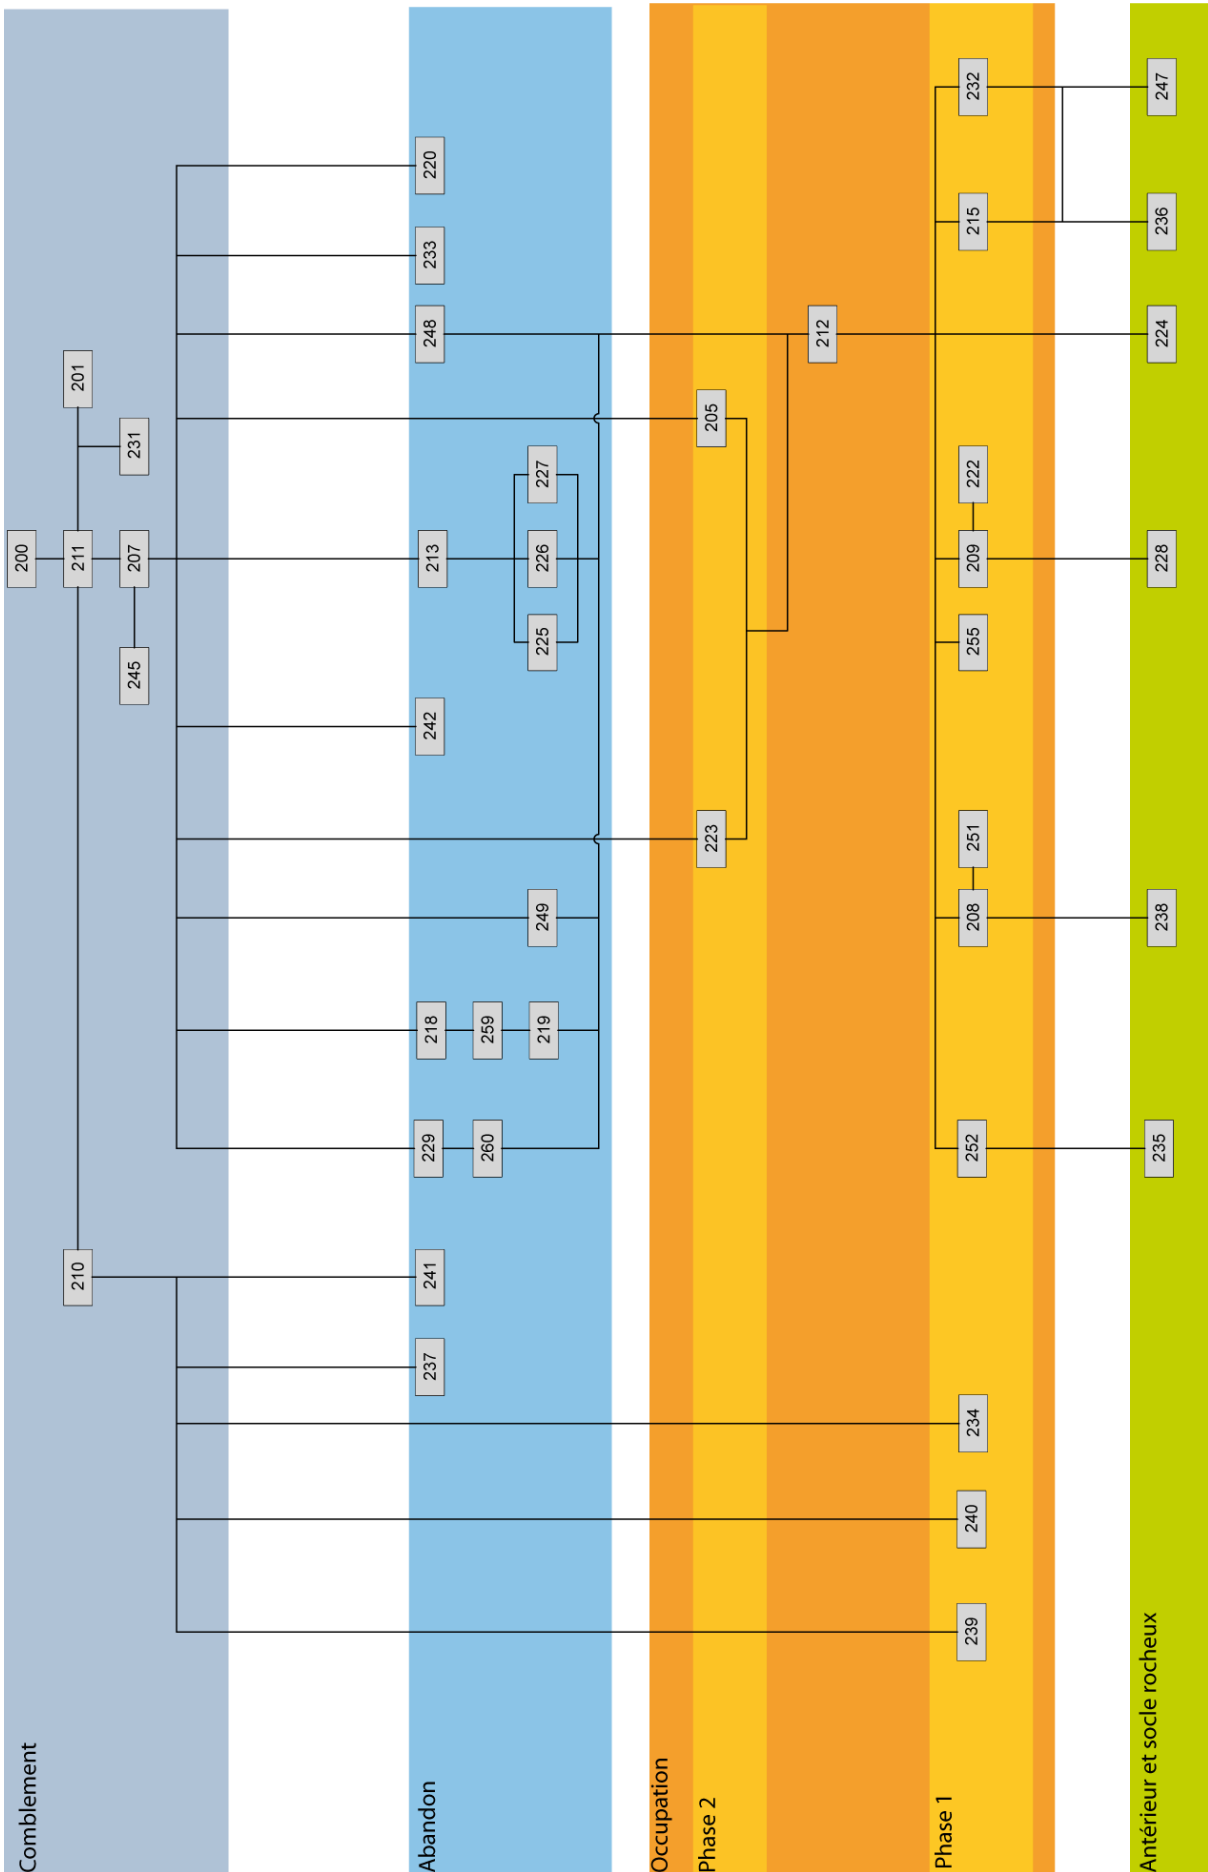 Comblement 200
210 211 201
245 207 231
Abandon 237 241 229 218 242 213 248 233 220
260 259
219 249 225 226 227
Occupation
Phase 2 223 205
212
Phase 1 239 240 234 252 208 251 255 209 222 215 232
Antérieur et socle rocheux 235 238 228 224 236 247